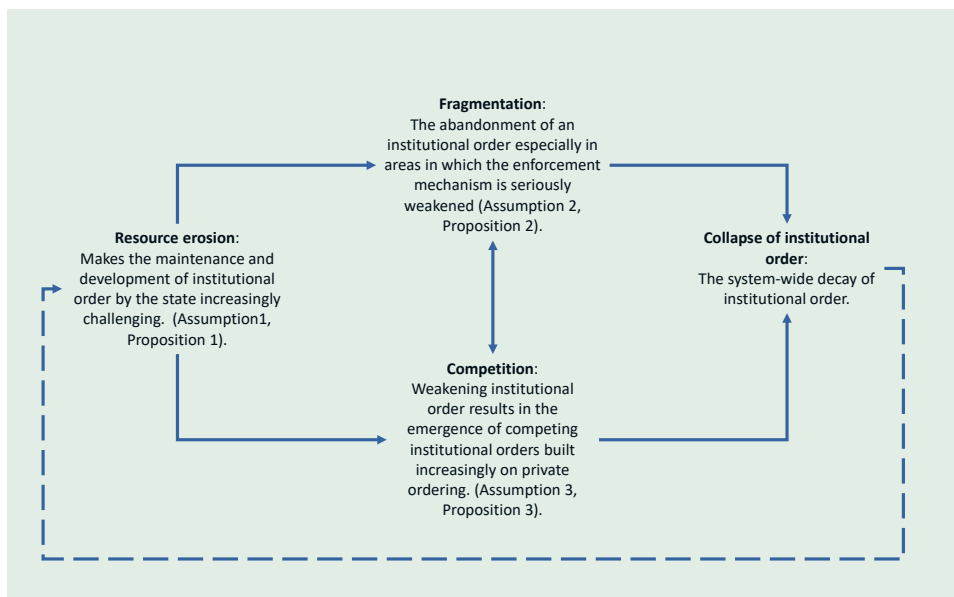 Fragmentation:
The abandonment of an
institutional order especially in
areas in which the enforcement
mechanism is seriously
weakened (Assumption 2,
Proposition 2).
Resource erosion:
Makes the maintenance and
development of institutional
order by the state increasingly
challenging. (Assumption1,
Proposition 1).
Collapse of institutional
order:
The system-wide decay of
institutional order.
Competition:
Weakening institutional
order results in the
emergence of competing
institutional orders built
increasingly on private
ordering. (Assumption 3,
Proposition 3).